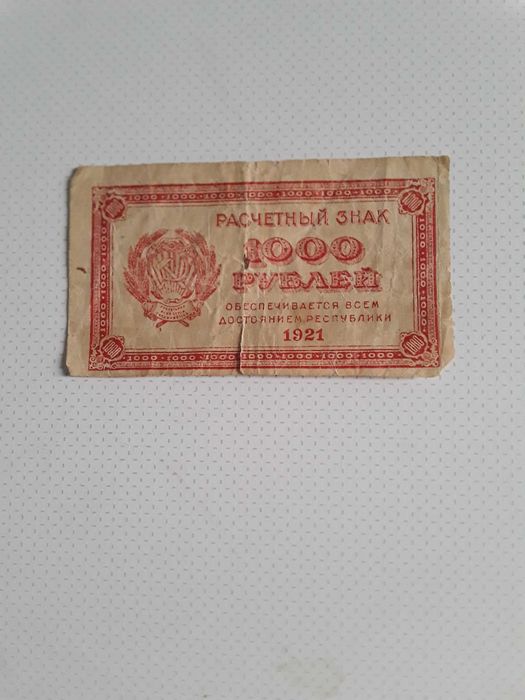 РАСЧЕТНЫЙ ЗНАК
1000
РУБЛЕЙ
ОБЕСПЕЧИВАЕТСЯ ВСЕМ
ДОСТОЯНИЕМ РЕСПУБЛИКИ
1921